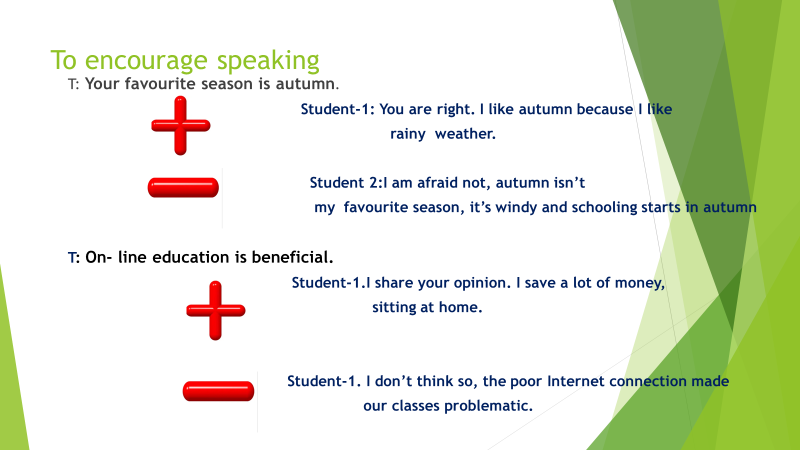 To encourage speaking
T: Your favourite season is autumn.
Student-1: You are right. I like autumn because I like
rainy weather.
Student 2:I am afraid not, autumn isn’t
my favourite season, it’s windy and schooling starts in autumn
T: On- line education is beneficial.
Student-1.I share your opinion. I save a lot of money,
sitting at home.
Student-1. I don’t think so, the poor Internet connection made
our classes problematic.